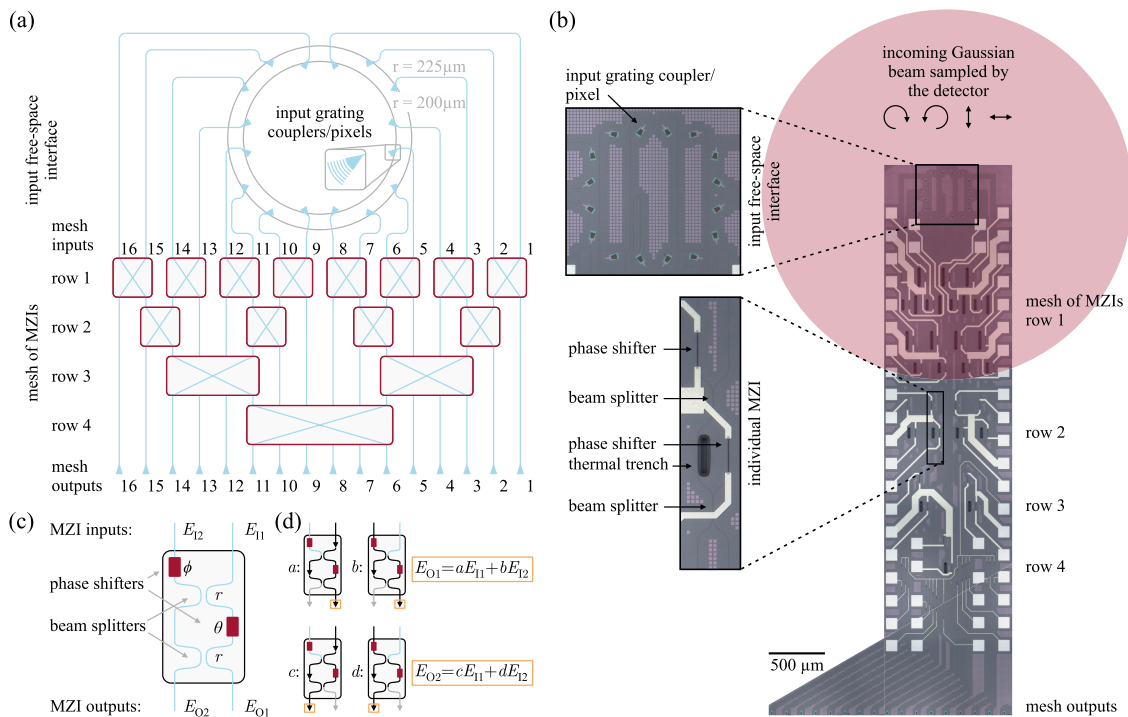 (a)
r = 225μm
r = 200μm
input grating
couplers/pixels
input free-space
interface
mesh
inputs
16 15 14 13 12 11 10 9 8 7 6 5 4 3 2 1
row 1
row 2
row 3
row 4
mesh of MZIs
mesh
outputs
16 15 14 13 12 11 10 9 8 7 6 5 4 3 2 1
(b)
input grating coupler/
pixel
incoming Gaussian
beam sampled by
the detector
input free-space
interface
mesh of MZIs
row 1
phase shifter
beam splitter
phase shifter
thermal trench
beam splitter
individual MZI
row 2
row 3
row 4
500 μm
mesh outputs
(c)
MZI inputs:
E_I2
E_I1
ϕ
phase shifters
r
beam splitters
θ
r
MZI outputs:
E_O2
E_O1
(d)
a:
b:
E_O1=aE_I1+bE_I2
c:
d:
E_O2=cE_I1+dE_I2